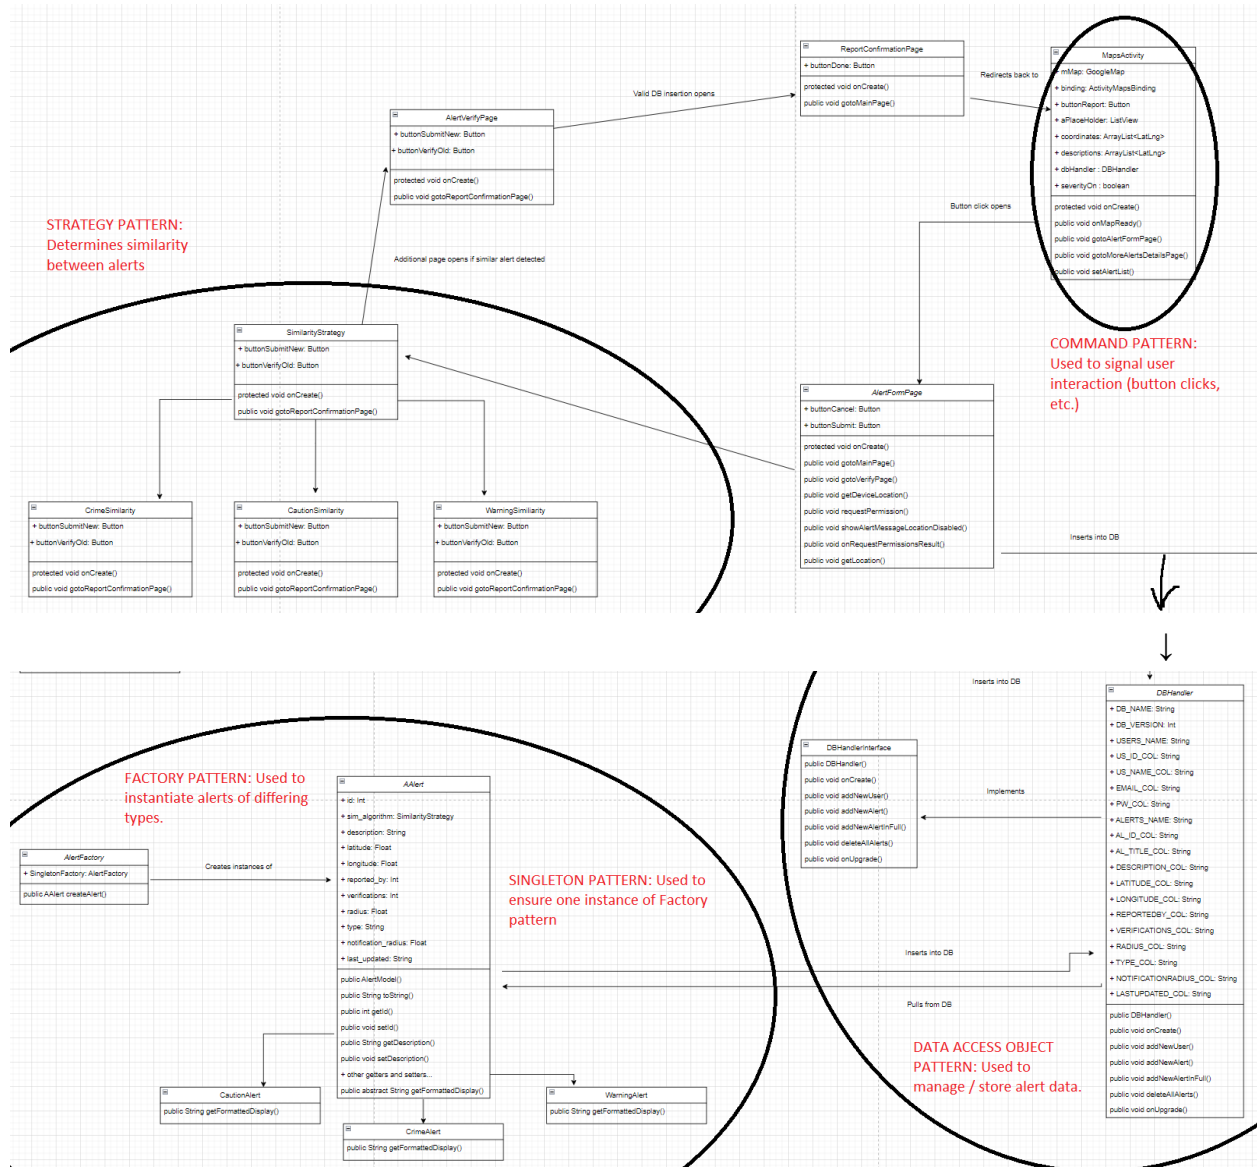 ReportConfirmationPage
+ buttonDone: Button
protected void onCreate()
public void gotoMainPage()
Redirects back to
MapsActivity
+ mMap: GoogleMap
+ binding: ActivityMapsBinding
+ buttonReport: Button
+ aPlaceHolder: ListView
+ coordinates: ArrayList<LatLng>
+ descriptions: ArrayList<LatLng>
+ dbHandler : DBHandler
+ severityOn : boolean
protected void onCreate()
public void onMapReady()
public void gotoAlertFormPage()
public void gotoMoreAlertsDetailsPage()
public void setAlertList()
Valid DB insertion opens
AlertVerifyPage
+ buttonSubmitNew: Button
+ buttonVerifyOld: Button
protected void onCreate()
public void gotoReportConfirmationPage()
Button click opens
STRATEGY PATTERN:
Determines similarity
between alerts
Additional page opens if similar alert detected
SimilarityStrategy
+ buttonSubmitNew: Button
+ buttonVerifyOld: Button
protected void onCreate()
public void gotoReportConfirmationPage()
COMMAND PATTERN:
Used to signal user
interaction (button clicks,
etc.)
AlertFormPage
+ buttonCancel: Button
+ buttonSubmit: Button
protected void onCreate()
public void gotoMainPage()
public void gotoVerifyPage()
public void getDeviceLocation()
public void requestPermission()
public void showAlertMessageLocationDisabled()
public void onRequestPermissionsResult()
public void getLocation()
Inserts into DB
CrimeSimilarity
+ buttonSubmitNew: Button
+ buttonVerifyOld: Button
protected void onCreate()
public void gotoReportConfirmationPage()
CautionSimilarity
+ buttonSubmitNew: Button
+ buttonVerifyOld: Button
protected void onCreate()
public void gotoReportConfirmationPage()
WarningSimiliarity
+ buttonSubmitNew: Button
+ buttonVerifyOld: Button
protected void onCreate()
public void gotoReportConfirmationPage()
Inserts into DB
DBHandler
+ DB_NAME: String
+ DB_VERSION: Int
+ USERS_NAME: String
+ US_ID_COL: String
+ US_NAME_COL: String
+ EMAIL_COL: String
+ PW_COL: String
+ ALERTS_NAME: String
+ AL_ID_COL: String
+ AL_TITLE_COL: String
+ DESCRIPTION_COL: String
+ LATITUDE_COL: String
+ LONGITUDE_COL: String
+ REPORTEDBY_COL: String
+ VERIFICATIONS_COL: String
+ RADIUS_COL: String
+ TYPE_COL: String
+ NOTIFICATIONRADIUS_COL: String
+ LASTUPDATED_COL: String
public DBHandler()
public void onCreate()
public void addNewUser()
public void addNewAlert()
public void addNewAlertInFull()
public void deleteAllAlerts()
public void onUpgrade()
DBHandlerInterface
public DBHandler()
public void onCreate()
public void addNewUser()
public void addNewAlert()
public void addNewAlertInFull()
public void deleteAllAlerts()
public void onUpgrade()
Implements
FACTORY PATTERN: Used to
instantiate alerts of differing
types.
AlertFactory
+ SingletonFactory: AlertFactory
public AAlert createAlert()
Creates instances of
AAlert
+ id: Int
+ sim_algorithm: SimilarityStrategy
+ description: String
+ latitude: Float
+ longitude: Float
+ reported_by: Int
+ verifications: Int
+ radius: Float
+ type: String
+ notification_radius: Float
+ last_updated: String
public AlertModel()
public String toString()
public int getId()
public void setId()
public String getDescription()
public void setDescription()
+ other getters and setters...
public abstract String getFormattedDisplay()
SINGLETON PATTERN: Used to
ensure one instance of Factory
pattern
Inserts into DB
Pulls from DB
DATA ACCESS OBJECT
PATTERN: Used to
manage / store alert data.
CautionAlert
public String getFormattedDisplay()
WarningAlert
public String getFormattedDisplay()
CrimeAlert
public String getFormattedDisplay()